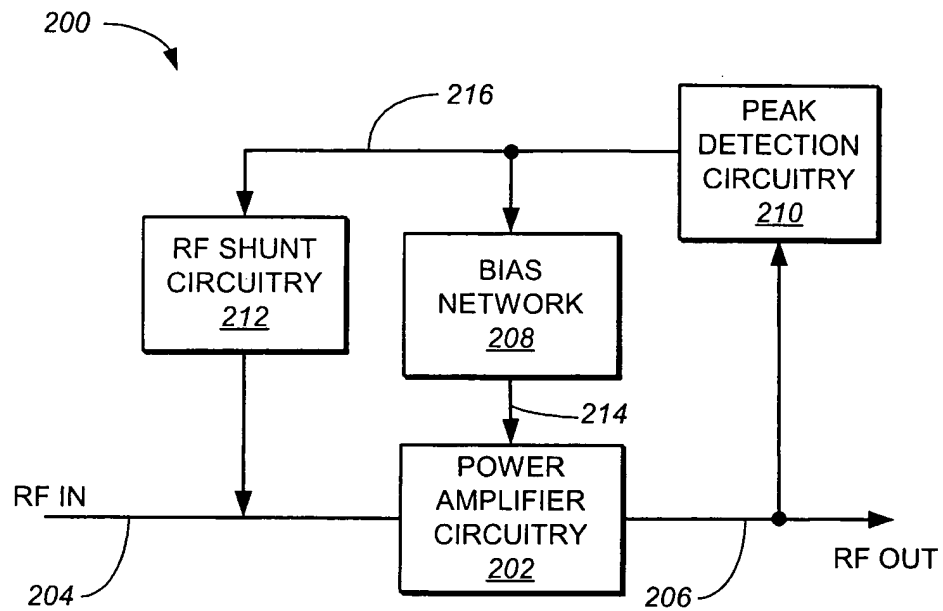 200
216
PEAK
DETECTION
CIRCUITRY
210
RF SHUNT
CIRCUITRY
212
BIAS
NETWORK
208
214
POWER
AMPLIFIER
CIRCUITRY
202
RF IN
204
206
RF OUT